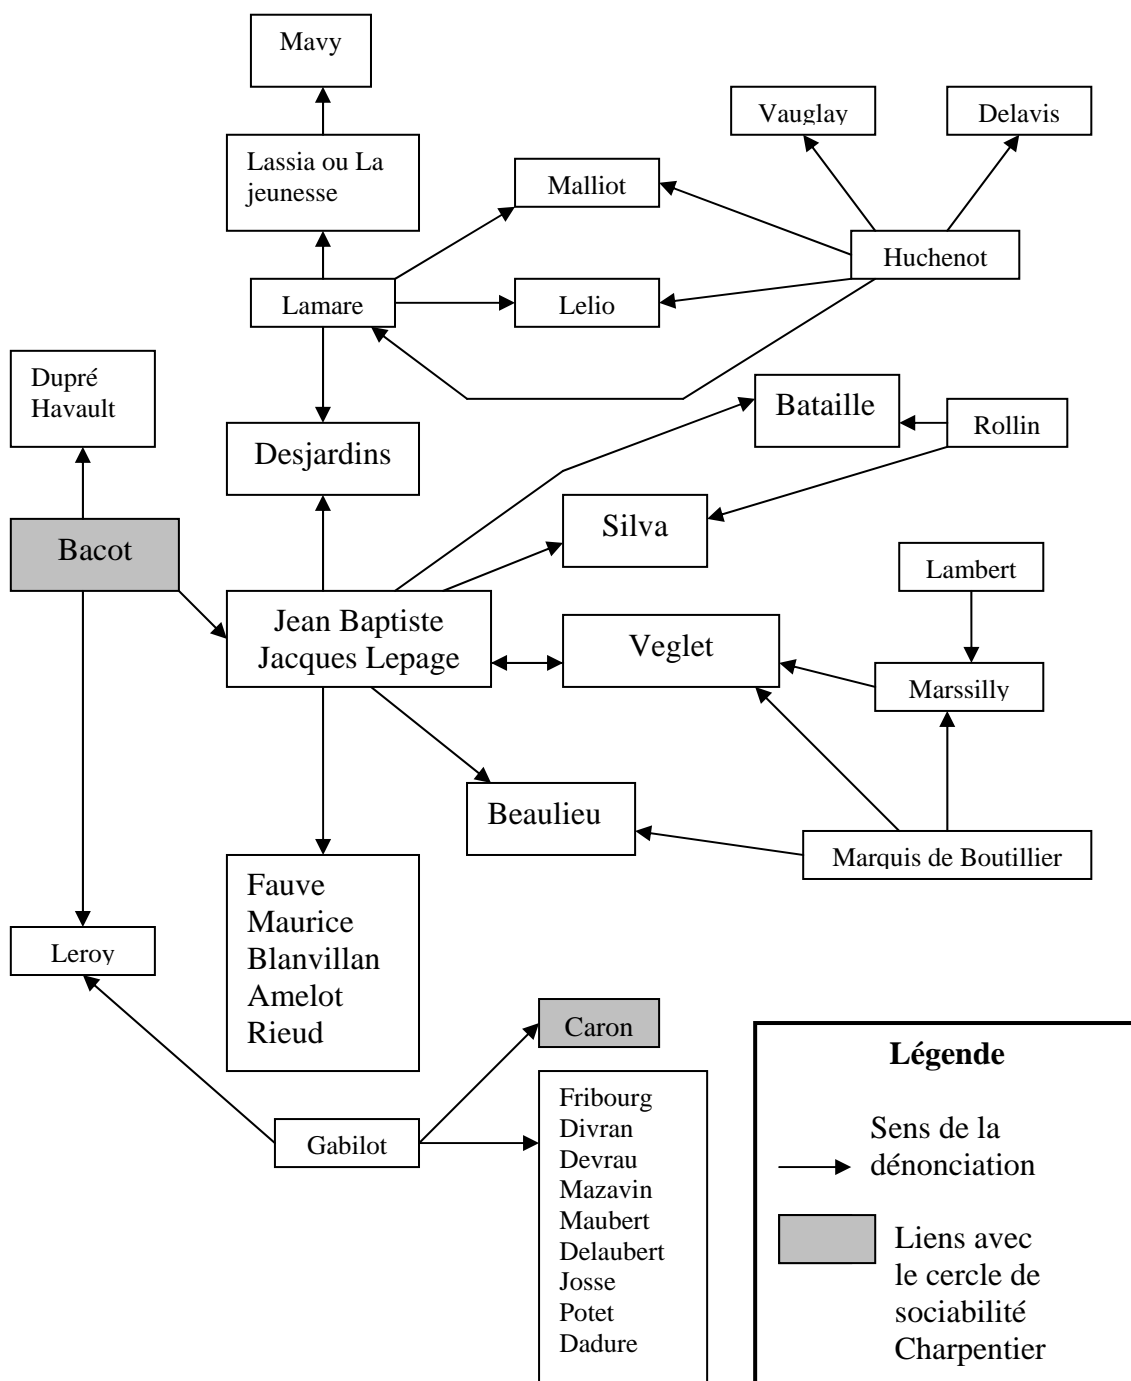 Mavy
Vauglay
Delavis
Lassia ou La
jeunesse
Malliot
Huchenot
Lamare
Lelio
Dupré
Havault
Bataille
Rollin
Desjardins
Silva
Bacot
Lambert
Jean Baptiste
Jacques Lepage
Veglet
Marssilly
Beaulieu
Marquis de Boutillier
Fauve
Maurice
Blanvillan
Amelot
Rieud
Leroy
Caron
Gabilot
Fribourg
Divran
Devrau
Mazavin
Maubert
Delaubert
Josse
Potet
Dadure
Légende
Sens de la
dénonciation
Liens avec
le cercle de
sociabilité
Charpentier